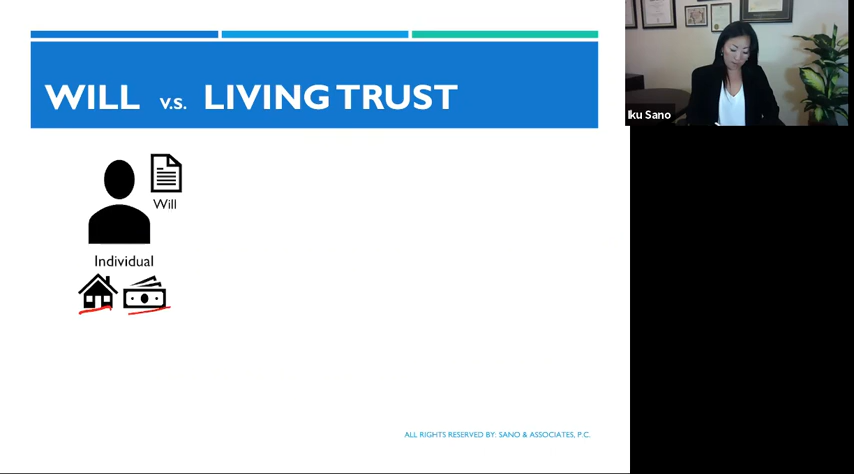 WILL v.s. LIVING TRUST
Will
Individual
ALL RIGHTS RESERVED BY: SANO & ASSOCIATES, P.C.
Iku Sano